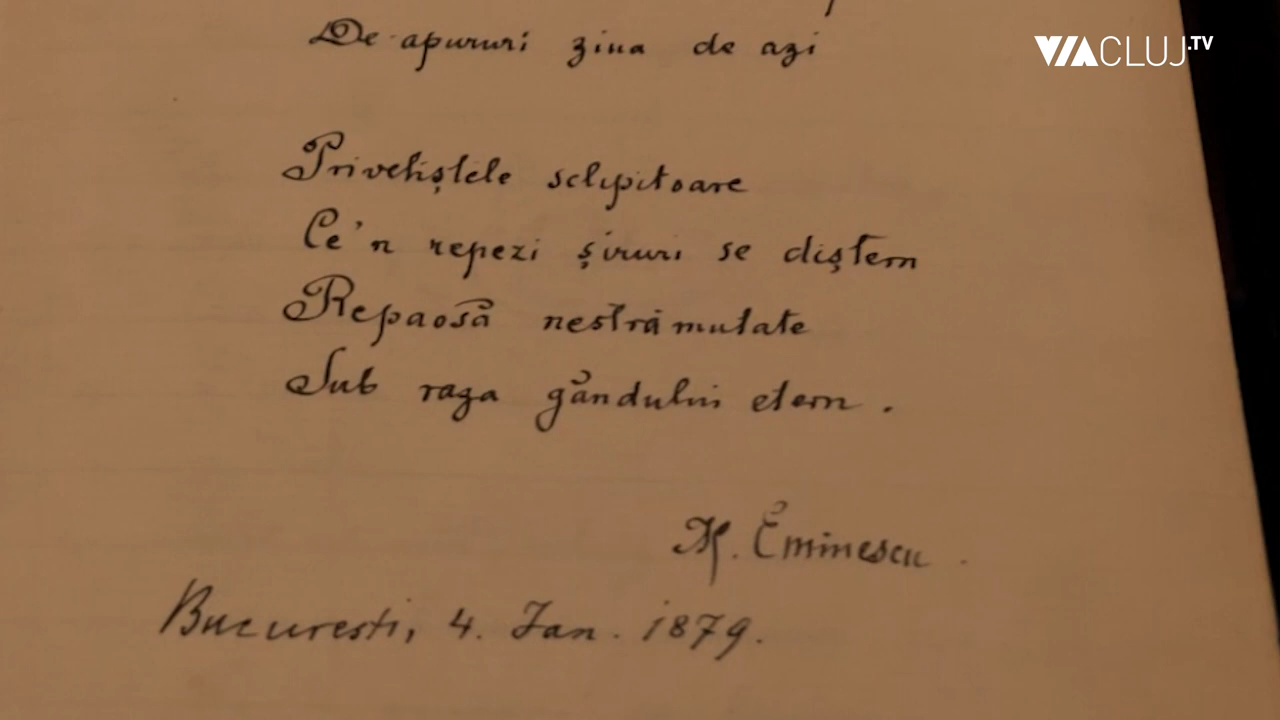 De-apururi ziua de azi
VIACLUJ.TV
Priveliștele sclipitoare
Ce'n repezi șiruri se diștern
Repaosă nestrămutate
Sub raza gândului etern.
M. Eminescu.
Bucuresti, 4. Jan. 1879.